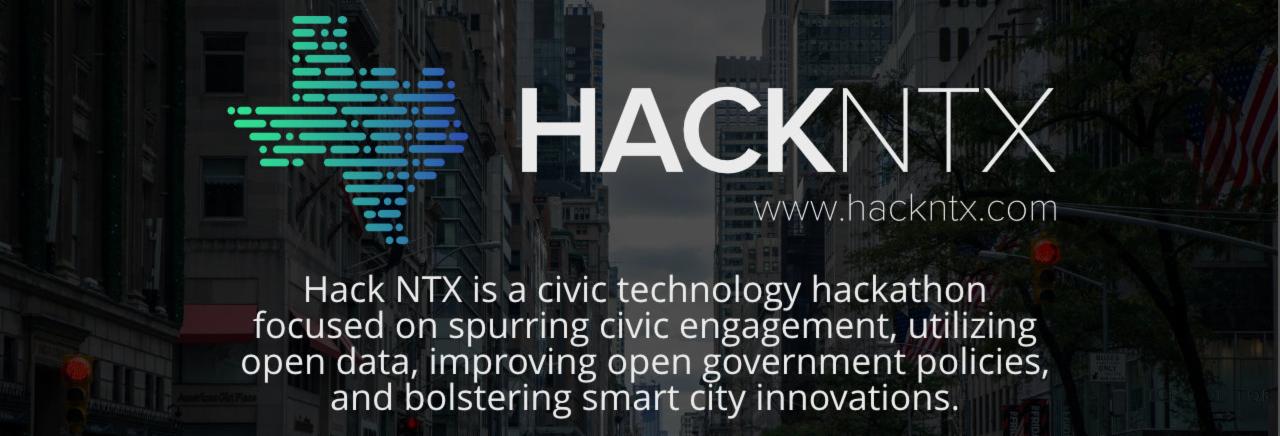 HACKNTX
www.hackntx.com
Hack NTX is a civic technology hackathon
focused on spurring civic engagement, utilizing
open data, improving open government policies,
and bolstering smart city innovations.